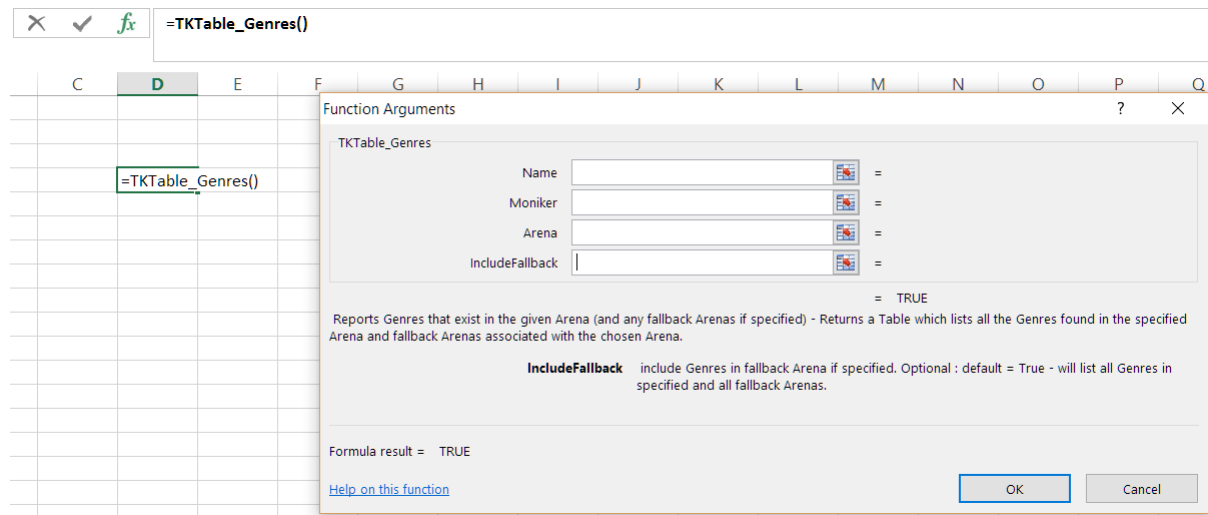 fx =TKTable_Genres()
C D E F G H I J K L M N O P Q
Function Arguments ? X
TKTable_Genres
Name =
=TKTable_Genres()
Moniker =
Arena =
IncludeFallback =
= TRUE
Reports Genres that exist in the given Arena (and any fallback Arenas if specified) - Returns a Table which lists all the Genres found in the specified
Arena and fallback Arenas associated with the chosen Arena.
IncludeFallback include Genres in fallback Arena if specified. Optional : default = True - will list all Genres in
specified and all fallback Arenas.
Formula result = TRUE
Help on this function OK Cancel